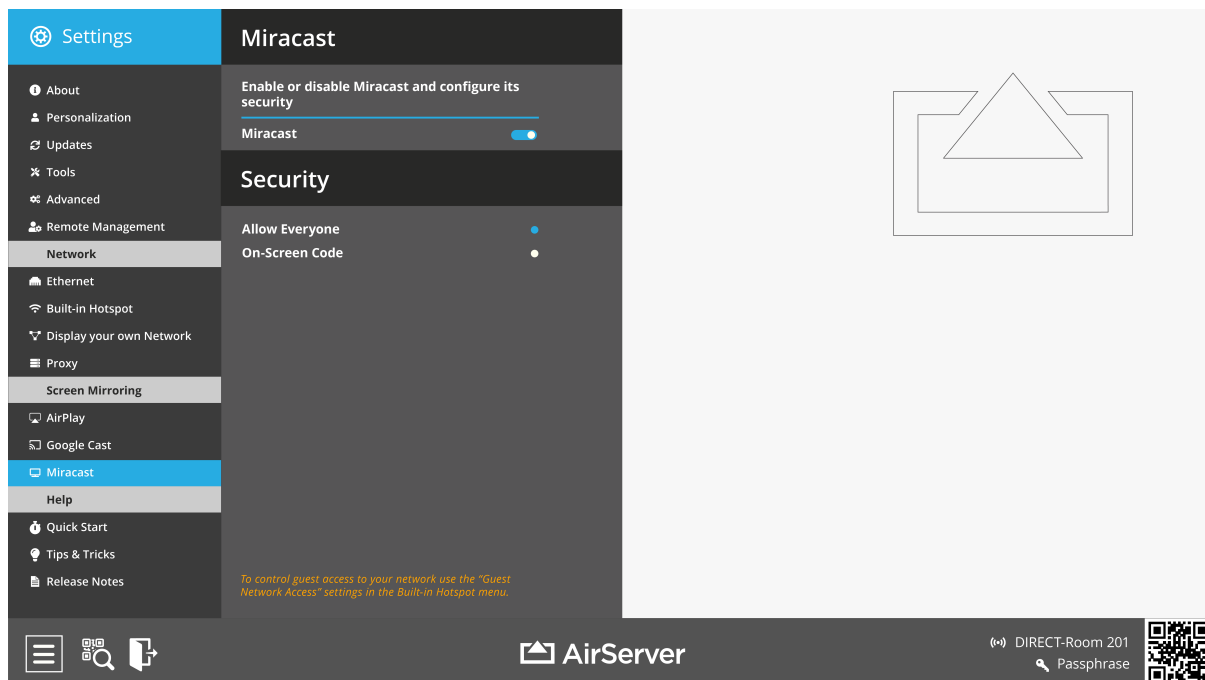 Settings
About
Personalization
Updates
Tools
Advanced
Remote Management
Network
Ethernet
Built-in Hotspot
Display your own Network
Proxy
Screen Mirroring
AirPlay
Google Cast
Miracast
Help
Quick Start
Tips & Tricks
Release Notes
Miracast
Enable or disable Miracast and configure its
security
Miracast
Security
Allow Everyone
On-Screen Code
To control guest access to your network use the “Guest
Network Access” settings in the Built-in Hotspot menu.
AirServer
DIRECT-Room 201
Passphrase